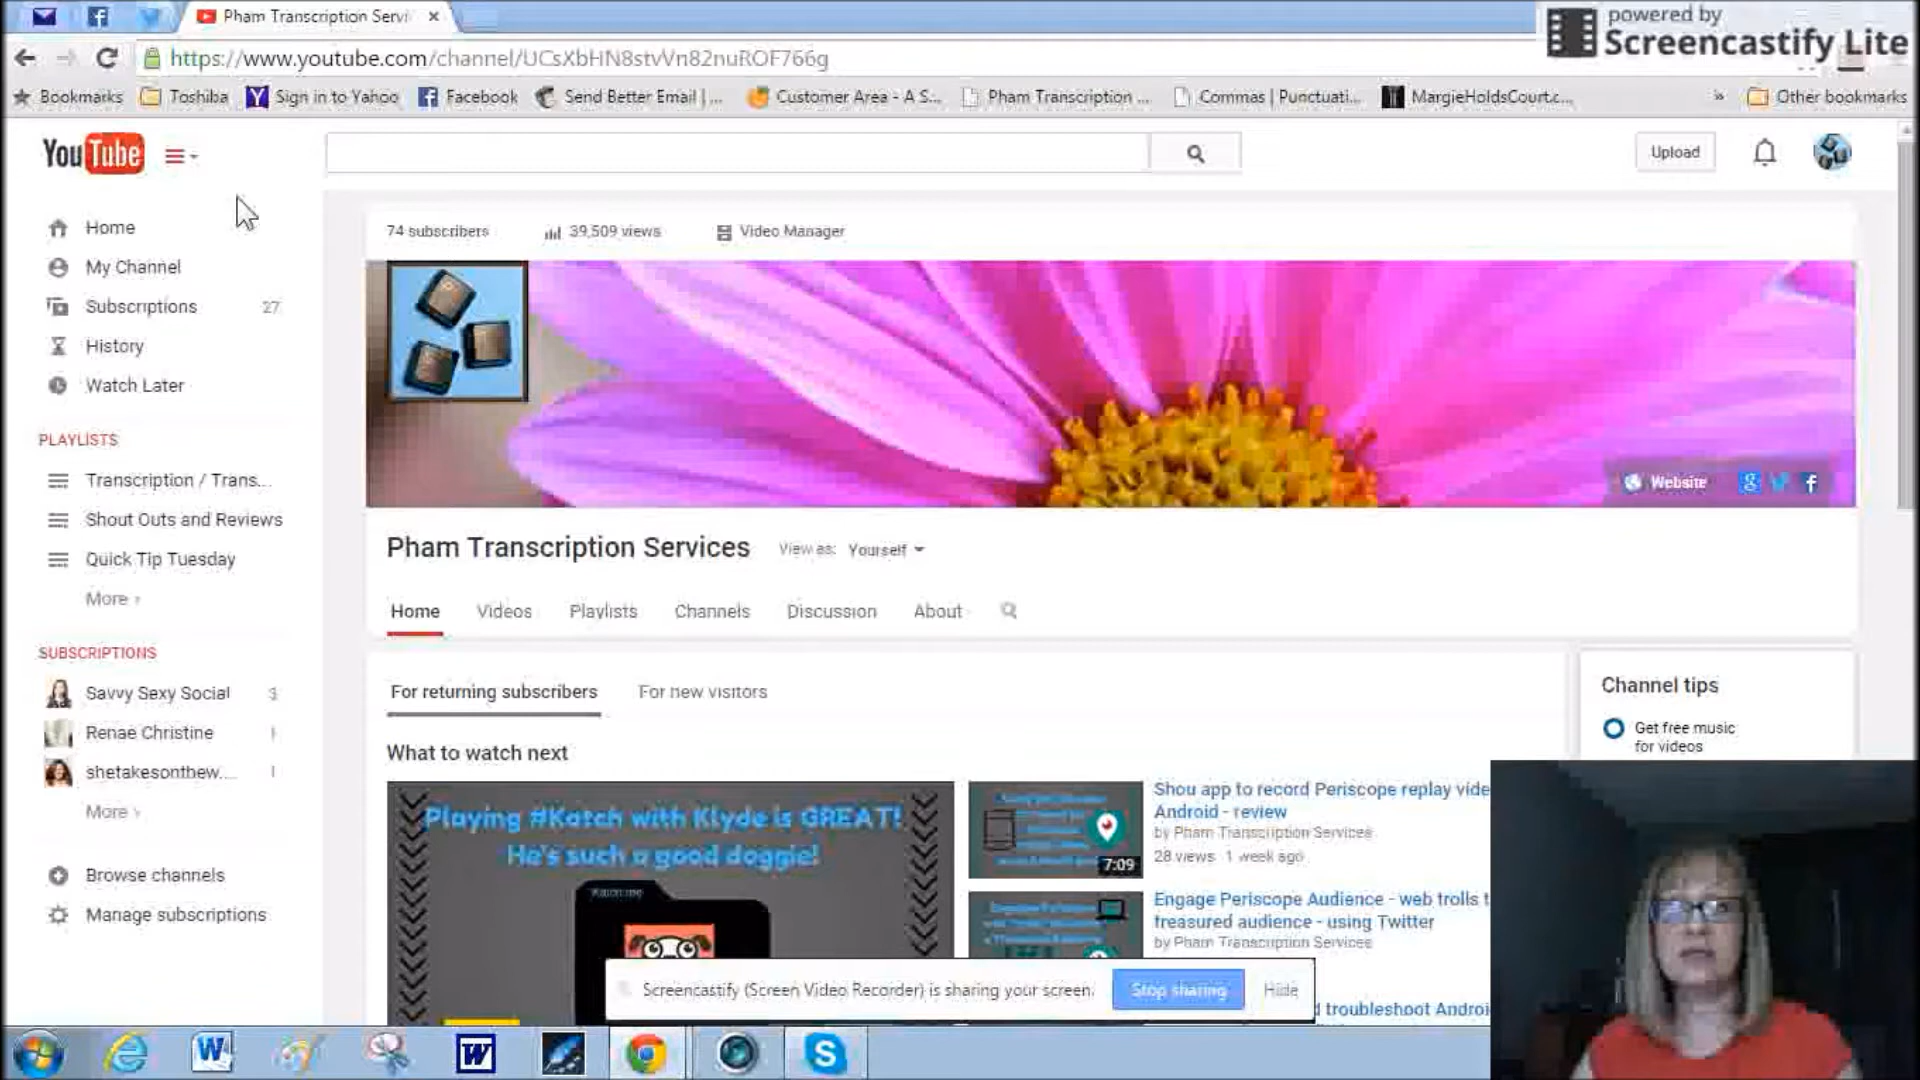 Pham Transcription Servi
powered by
Screencastify Lite
https://www.youtube.com/channel/UCsXbHN8stvVn82nuROF766g
Bookmarks
Toshiba
Sign in to Yahoo
Facebook
Send Better Email | ...
Customer Area - A S...
Pham Transcription ...
Commas | Punctuati...
MargieHoldsCourt.c...
»
Other bookmarks
YouTube
Upload
Home
My Channel
Subscriptions 27
History
Watch Later
PLAYLISTS
Transcription / Trans...
Shout Outs and Reviews
Quick Tip Tuesday
More ›
SUBSCRIPTIONS
Savvy Sexy Social 3
Renae Christine 1
shetakesonthew... 1
More ›
Browse channels
Manage subscriptions
74 subscribers
39,509 views
Video Manager
Website
Pham Transcription Services
View as: Yourself
Home
Videos
Playlists
Channels
Discussion
About
For returning subscribers
For new visitors
What to watch next
Playing #Katch with Klyde is GREAT!
He's such a good doggie!
Katch.me
7:09
Shou app to record Periscope replay vide
Android - review
by Pham Transcription Services
28 views 1 week ago
Engage Periscope Audience - web trolls t
treasured audience - using Twitter
by Pham Transcription Services
d troubleshoot Androi
Channel tips
Get free music
for videos
Screencastify (Screen Video Recorder) is sharing your screen.
Stop sharing
Hide